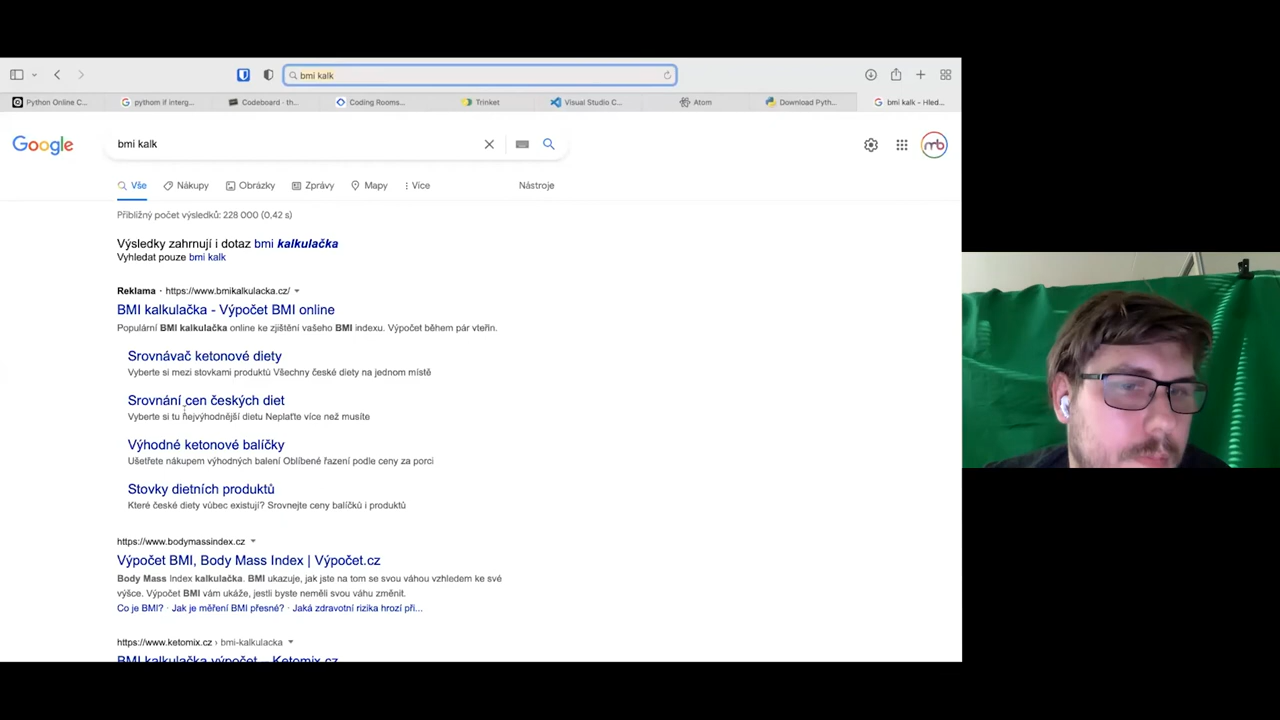 bmi kalk
Python Online C...
pythom if interg...
Codeboard - th...
Coding Rooms...
Trinket
Visual Studio C...
Atom
Download Pyth...
bmi kalk – Hled...
Google
bmi kalk
mb
Vše
Nákupy
Obrázky
Zprávy
Mapy
Více
Nástroje
Přibližný počet výsledků: 228 000 (0,42 s)
Výsledky zahrnují i dotaz bmi kalkulačka
Vyhledat pouze bmi kalk
Reklama · https://www.bmikalkulacka.cz/
BMI kalkulačka - Výpočet BMI online
Populární BMI kalkulačka online ke zjištění vašeho BMI indexu. Výpočet během pár vteřin.
Srovnávač ketonové diety
Vyberte si mezi stovkami produktů Všechny české diety na jednom místě
Srovnání cen českých diet
Vyberte si tu nejvýhodnější dietu Neplaťte více než musíte
Výhodné ketonové balíčky
Ušetřete nákupem výhodných balení Oblíbené řazení podle ceny za porci
Stovky dietních produktů
Které české diety vůbec existují? Srovnejte ceny balíčků i produktů
https://www.bodymassindex.cz
Výpočet BMI, Body Mass Index | Výpočet.cz
Body Mass Index kalkulačka. BMI ukazuje, jak jste na tom se svou váhou vzhledem ke své
výšce. Výpočet BMI vám ukáže, jestli byste neměli svou váhu změnit.
Co je BMI? · Jak je měření BMI přesné? · Jaká zdravotní rizika hrozí při...
https://www.ketomix.cz › bmi-kalkulacka
BMI kalkulačka výpočet – Ketomix.cz